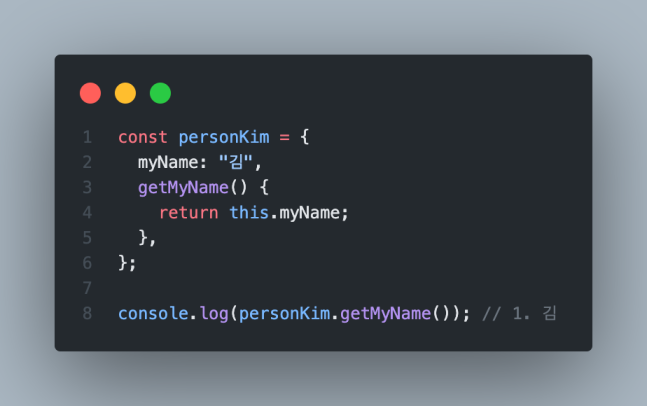 1 const personKim = {
2   myName: "김",
3   getMyName() {
4     return this.myName;
5   },
6 };
7
8 console.log(personKim.getMyName()); // 1. 김